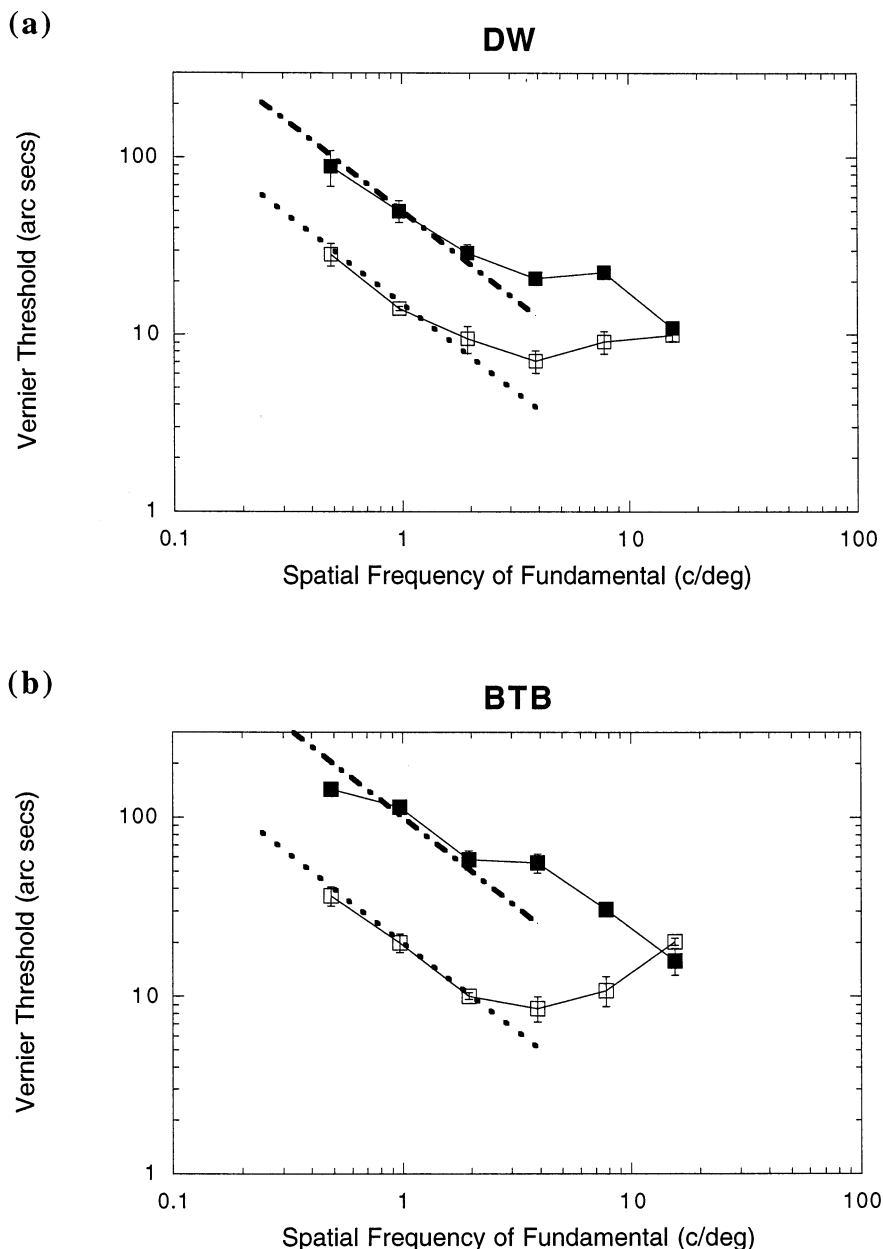 (a)
DW
Vernier Threshold (arc secs)
100
10
1
0.1
1
10
100
Spatial Frequency of Fundamental (c/deg)
(b)
BTB
Vernier Threshold (arc secs)
100
10
1
0.1
1
10
100
Spatial Frequency of Fundamental (c/deg)